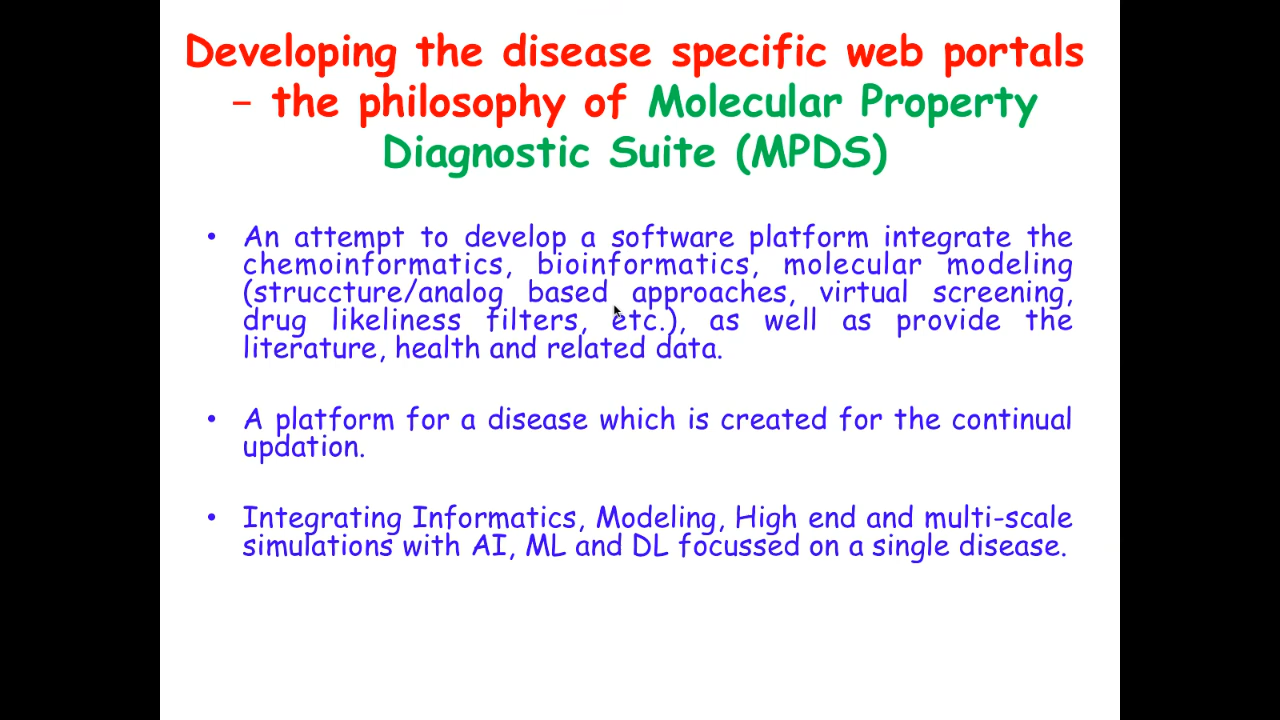 Developing the disease specific web portals
– the philosophy of Molecular Property
Diagnostic Suite (MPDS)
• An attempt to develop a software platform integrate the
chemoinformatics, bioinformatics, molecular modeling
(struccture/analog based approaches, virtual screening,
drug likeliness filters, etc.), as well as provide the
literature, health and related data.
• A platform for a disease which is created for the continual
updation.
• Integrating Informatics, Modeling, High end and multi-scale
simulations with AI, ML and DL focussed on a single disease.